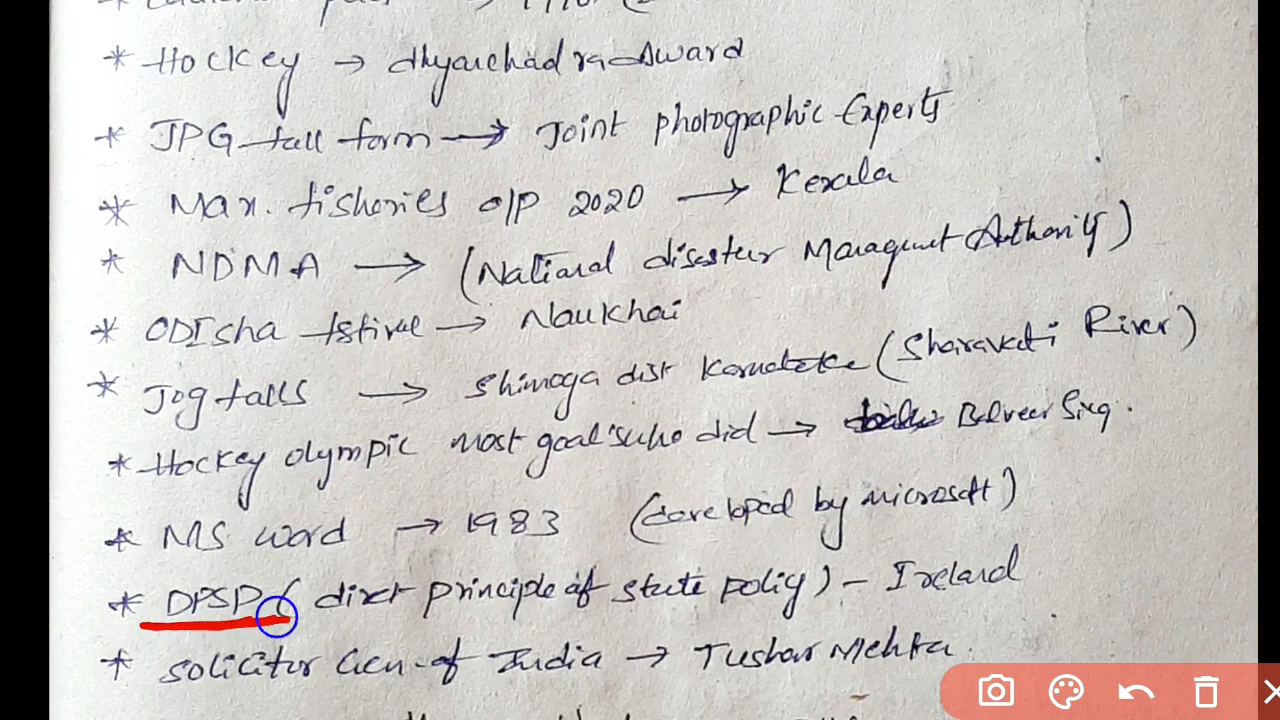 * Hockey → dhyanchadra-Award
* JPG full form → Joint photographic Experts
* Max. fisheries o/p 2020 → Kerala
* NDMA → (National disaster Managment Authority)
* ODIsha festival → Naukhai
* Jog falls → Shimoga dist Karnataka (Sharavati River)
* Hockey olympic most goal's who did → Balveer Sing.
* MS word → 1983 (developed by microsoft)
* DPSP ( direct principle of state policy) - Ireland
* Solicitor Gen. of India → Tushar Mehta.